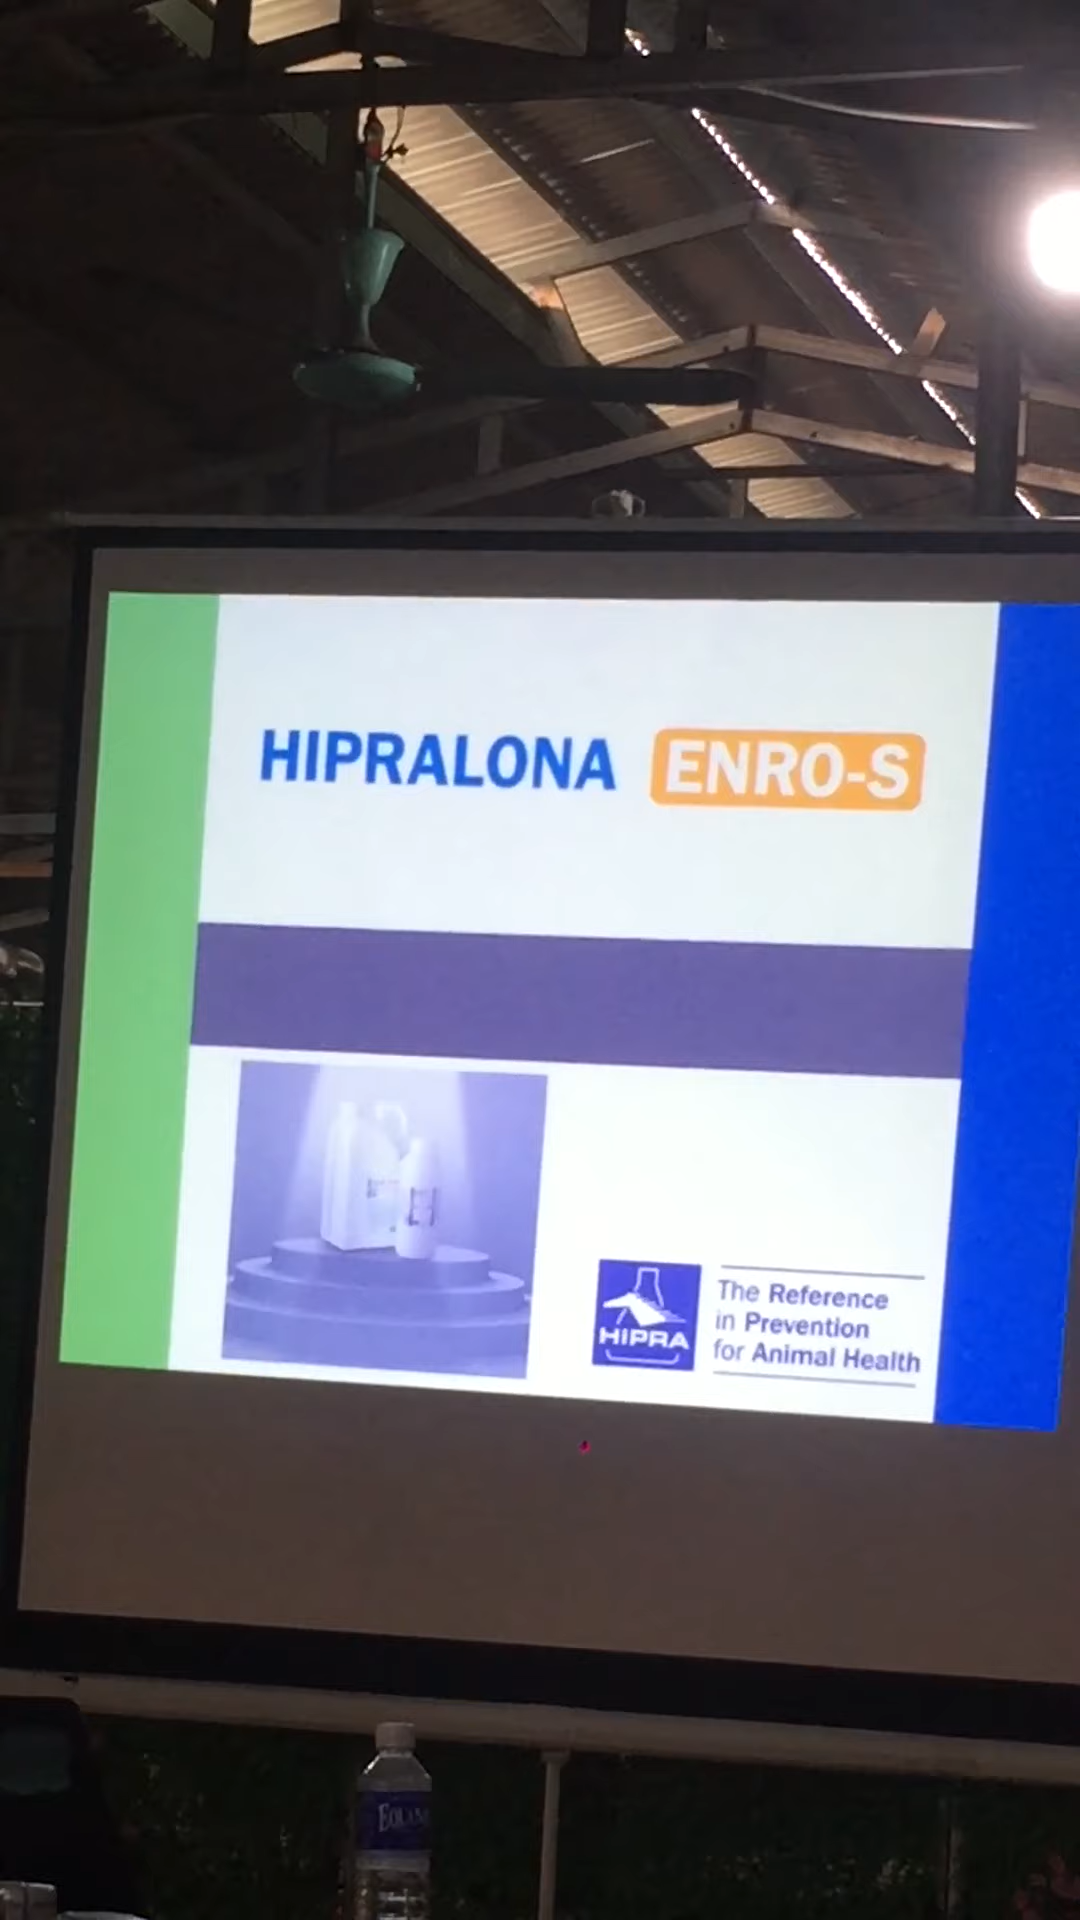 HIPRALONA ENRO-S
HIPRA
The Reference
in Prevention
for Animal Health